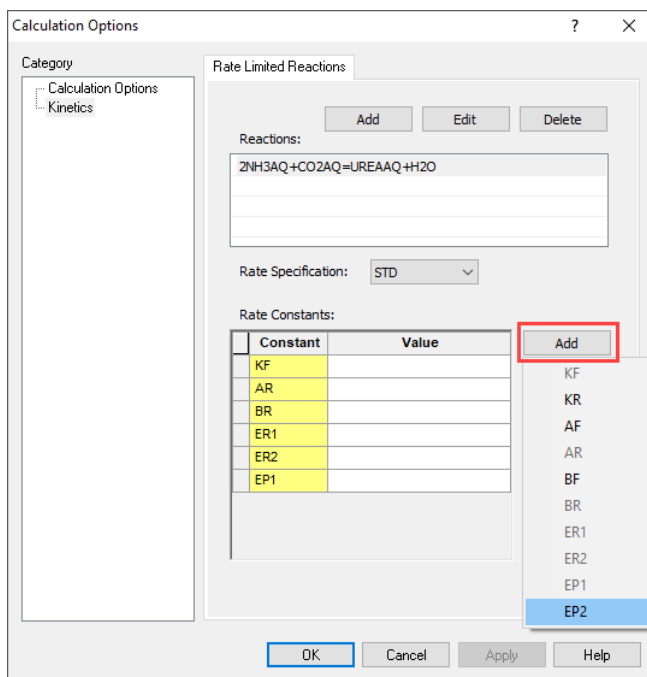 Calculation Options ?
Category
Calculation Options
Kinetics
Rate Limited Reactions
Add Edit Delete
Reactions:
2NH3AQ+CO2AQ=UREAAQ+H2O
Rate Specification: STD
Rate Constants:
Constant Value
KF
AR
BR
ER1
ER2
EP1
Add
KF
KR
AF
AR
BF
BR
ER1
ER2
EP1
EP2
OK Cancel Apply Help